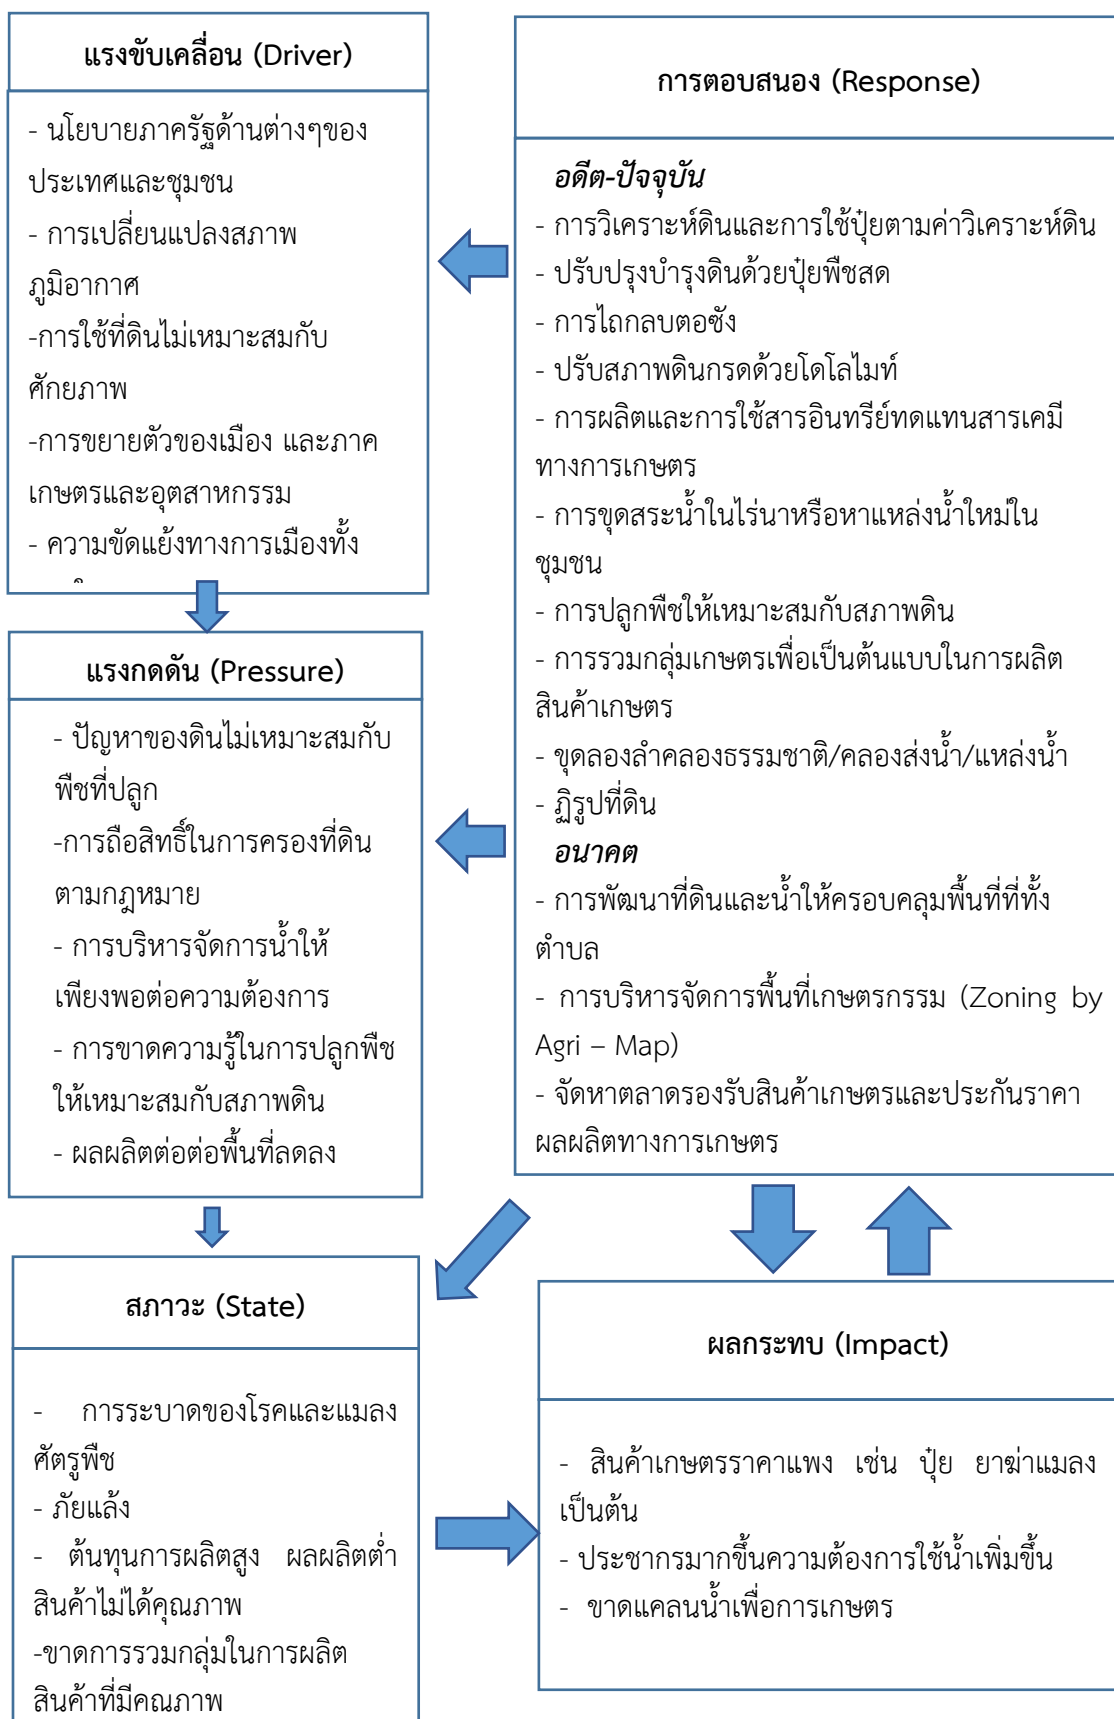 แรงขับเคลื่อน (Driver)
- นโยบายภาครัฐด้านต่างๆของ
ประเทศและชุมชน
- การเปลี่ยนแปลงสภาพ
ภูมิอากาศ
-การใช้ที่ดินไม่เหมาะสมกับ
ศักยภาพ
-การขยายตัวของเมือง และภาค
เกษตรและอุตสาหกรรม
- ความขัดแย้งทางการเมืองทั้ง
แรงกดดัน (Pressure)
- ปัญหาของดินไม่เหมาะสมกับ
พืชที่ปลูก
-การถือสิทธิ์ในการครองที่ดิน
ตามกฎหมาย
- การบริหารจัดการน้ำให้
เพียงพอต่อความต้องการ
- การขาดความรู้ในการปลูกพืช
ให้เหมาะสมกับสภาพดิน
- ผลผลิตต่อต่อพื้นที่ลดลง
สภาวะ (State)
- การระบาดของโรคและแมลง
ศัตรูพืช
- ภัยแล้ง
- ต้นทุนการผลิตสูง ผลผลิตต่ำ
สินค้าไม่ได้คุณภาพ
-ขาดการรวมกลุ่มในการผลิต
สินค้าที่มีคณภาพ
การตอบสนอง (Response)
อดีต-ปัจจุบัน
- การวิเคราะห์ดินและการใช้ปุ๋ยตามค่าวิเคราะห์ดิน
- ปรับปรุงบำรุงดินด้วยปุ๋ยพืชสด
- การไถกลบตอซัง
- ปรับสภาพดินกรดด้วยโดโลไมท์
- การผลิตและการใช้สารอินทรีย์ทดแทนสารเคมี
ทางการเกษตร
- การขุดสระน้ำในไร่นาหรือหาแหล่งน้ำใหม่ใน
ชุมชน
- การปลูกพืชให้เหมาะสมกับสภาพดิน
- การรวมกลุ่มเกษตรเพื่อเป็นต้นแบบในการผลิต
สินค้าเกษตร
- ขุดลองลำคลองธรรมชาติ/คลองส่งน้ำ/แหล่งน้ำ
- ฏิรูปที่ดิน
อนาคต
- การพัฒนาที่ดินและน้ำให้ครอบคลุมพื้นที่ที่ทั้ง
ตำบล
- การบริหารจัดการพื้นที่เกษตรกรรม (Zoning by
Agri – Map)
- จัดหาตลาดรองรับสินค้าเกษตรและประกันราคา
ผลผลิตทางการเกษตร
ผลกระทบ (Impact)
- สินค้าเกษตรราคาแพง เช่น ปุ๋ย ยาฆ่าแมลง
เป็นต้น
- ประชากรมากขึ้นความต้องการใช้น้ำเพิ่มขึ้น
- ขาดแคลนน้ำเพื่อการเกษตร